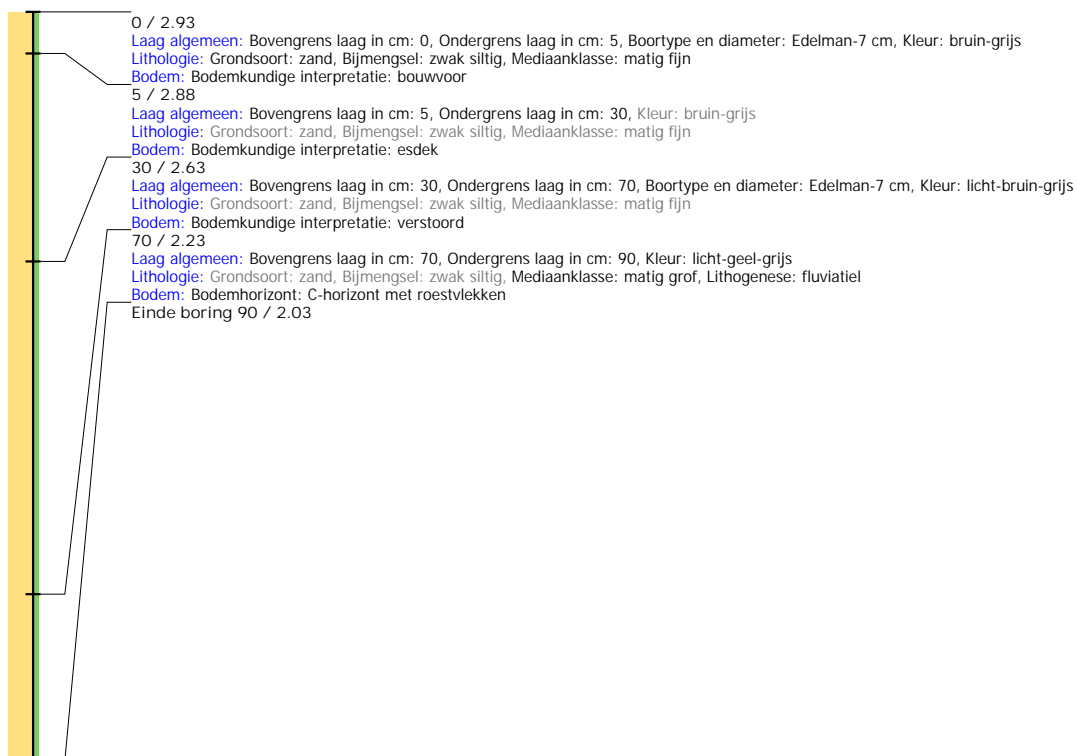 0 / 2.93
Laag algemeen: Bovengrens laag in cm: 0, Ondergrens laag in cm: 5, Boortype en diameter: Edelman-7 cm, Kleur: bruin-grijs
Lithologie: Grondsoort: zand, Bijmengsel: zwak siltig, Mediaanklasse: matig fijn
Bodem: Bodemkundige interpretatie: bouwvoor
5 / 2.88
Laag algemeen: Bovengrens laag in cm: 5, Ondergrens laag in cm: 30, Kleur: bruin-grijs
Lithologie: Grondsoort: zand, Bijmengsel: zwak siltig, Mediaanklasse: matig fijn
Bodem: Bodemkundige interpretatie: esdek
30 / 2.63
Laag algemeen: Bovengrens laag in cm: 30, Ondergrens laag in cm: 70, Boortype en diameter: Edelman-7 cm, Kleur: licht-bruin-grijs
Lithologie: Grondsoort: zand, Bijmengsel: zwak siltig, Mediaanklasse: matig fijn
Bodem: Bodemkundige interpretatie: verstoord
70 / 2.23
Laag algemeen: Bovengrens laag in cm: 70, Ondergrens laag in cm: 90, Kleur: licht-geel-grijs
Lithologie: Grondsoort: zand, Bijmengsel: zwak siltig, Mediaanklasse: matig grof, Lithogenese: fluviatiel
Bodem: Bodemhorizont: C-horizont met roestvlekken
Einde boring 90 / 2.03